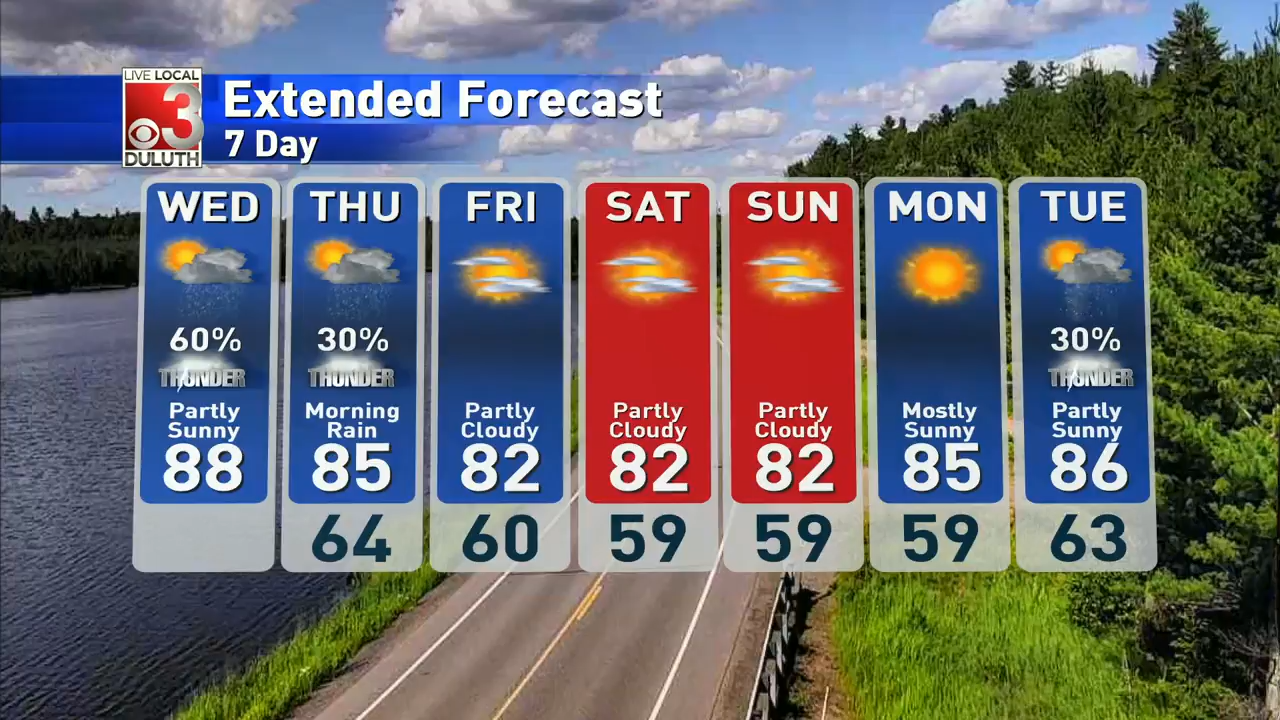 LIVE LOCAL
3
DULUTH
Extended Forecast
7 Day
WED
60%
THUNDER
Partly
Sunny
88
THU
30%
THUNDER
Morning
Rain
85
64
FRI
Partly
Cloudy
82
60
SAT
Partly
Cloudy
82
59
SUN
Partly
Cloudy
82
59
MON
Mostly
Sunny
85
59
TUE
30%
THUNDER
Partly
Sunny
86
63